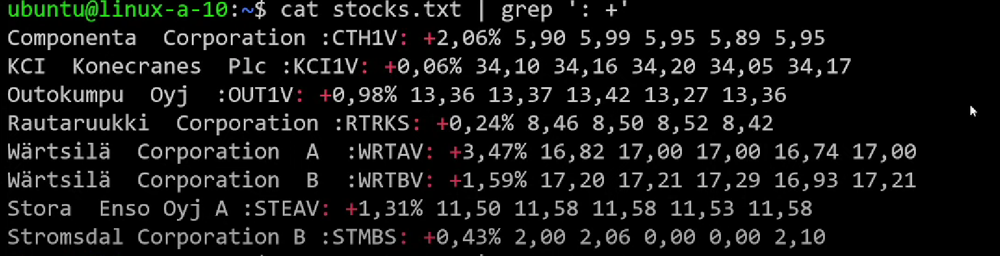 ubuntu@linux-a-10:~$ cat stocks.txt | grep ': +'
Componenta  Corporation :CTH1V: +2,06% 5,90 5,99 5,95 5,89 5,95
KCI  Konecranes  Plc :KCI1V: +0,06% 34,10 34,16 34,20 34,05 34,17
Outokumpu  Oyj  :OUT1V: +0,98% 13,36 13,37 13,42 13,27 13,36
Rautaruukki  Corporation :RTRKS: +0,24% 8,46 8,50 8,52 8,42
Wärtsilä  Corporation  A  :WRTAV: +3,47% 16,82 17,00 17,00 16,74 17,00
Wärtsilä  Corporation  B  :WRTBV: +1,59% 17,20 17,21 17,29 16,93 17,21
Stora  Enso Oyj A :STEAV: +1,31% 11,50 11,58 11,58 11,53 11,58
Stromsdal Corporation B :STMBS: +0,43% 2,00 2,06 0,00 0,00 2,10